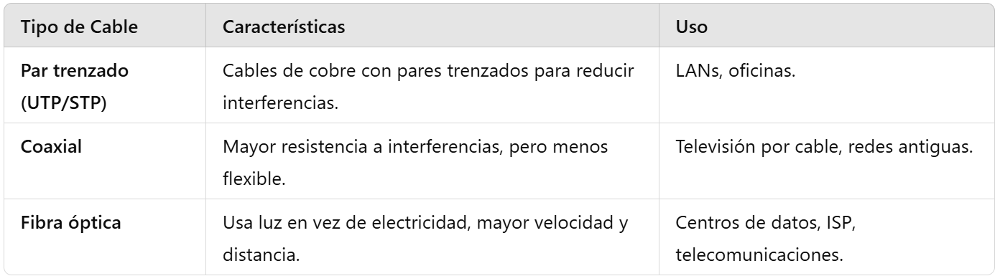 Tipo de Cable
Características
Uso
Par trenzado
(UTP/STP)
Cables de cobre con pares trenzados para reducir
interferencias.
LANs, oficinas.
Coaxial
Mayor resistencia a interferencias, pero menos
flexible.
Televisión por cable, redes antiguas.
Fibra óptica
Usa luz en vez de electricidad, mayor velocidad y
distancia.
Centros de datos, ISP,
telecomunicaciones.